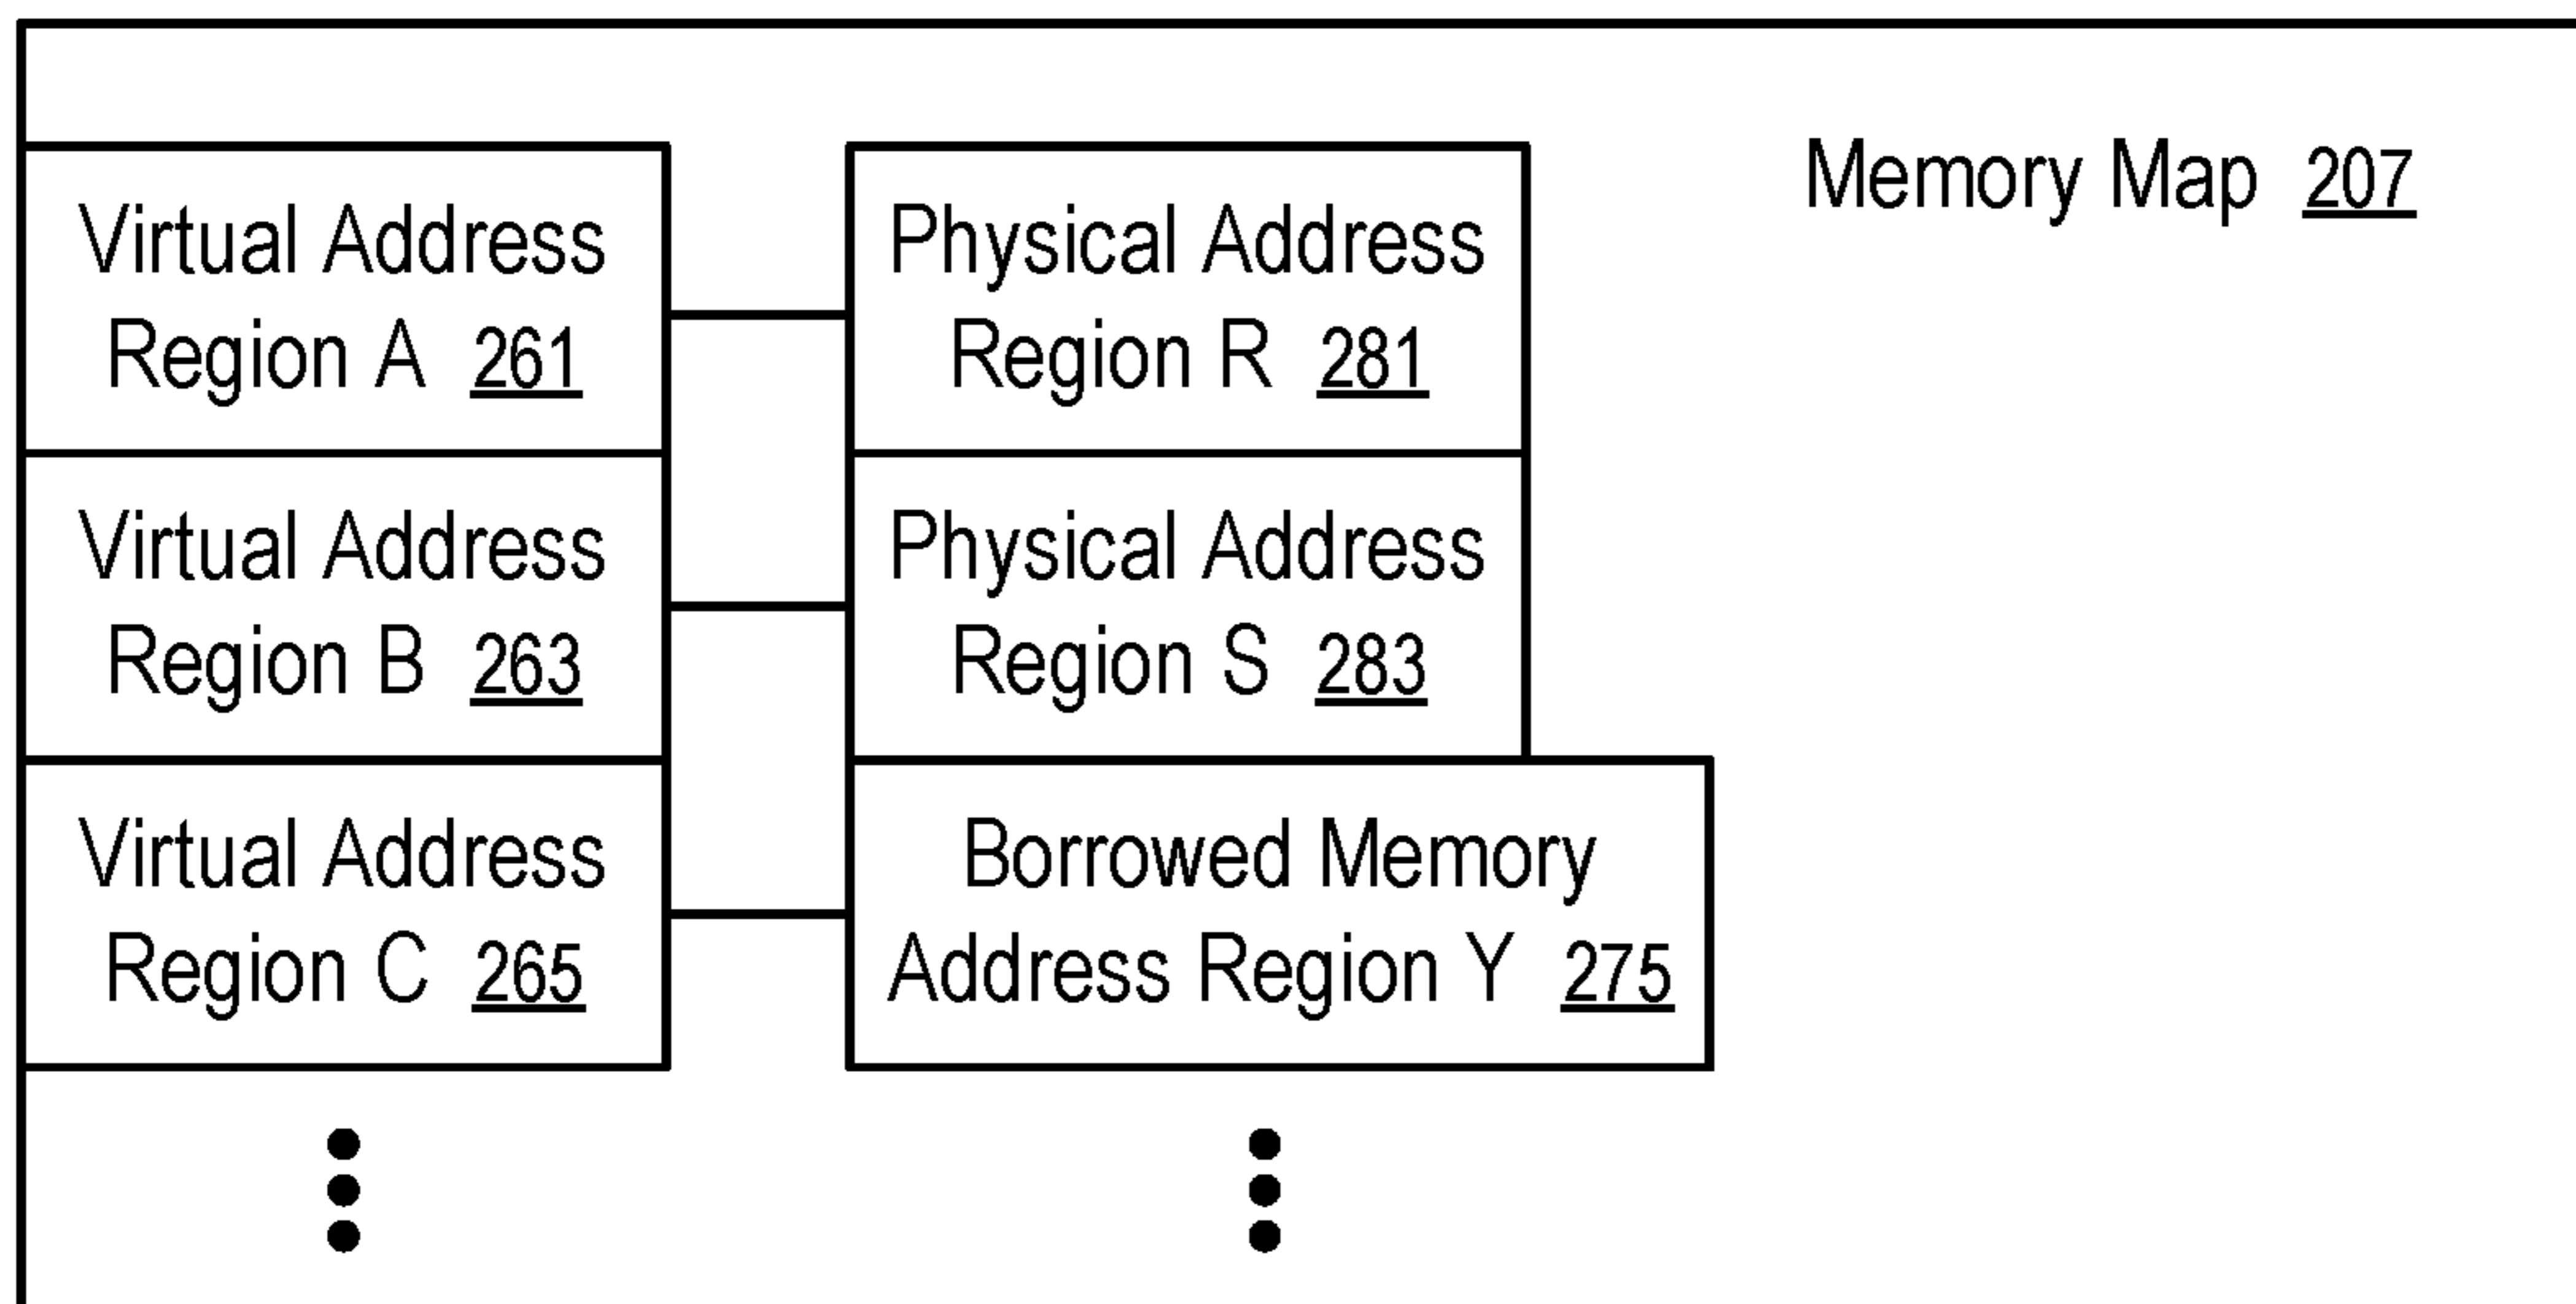 Memory Map 207
Virtual Address
Region A 261
Physical Address
Region R 281
Virtual Address
Region B 263
Physical Address
Region S 283
Virtual Address
Region C 265
Borrowed Memory
Address Region Y 275